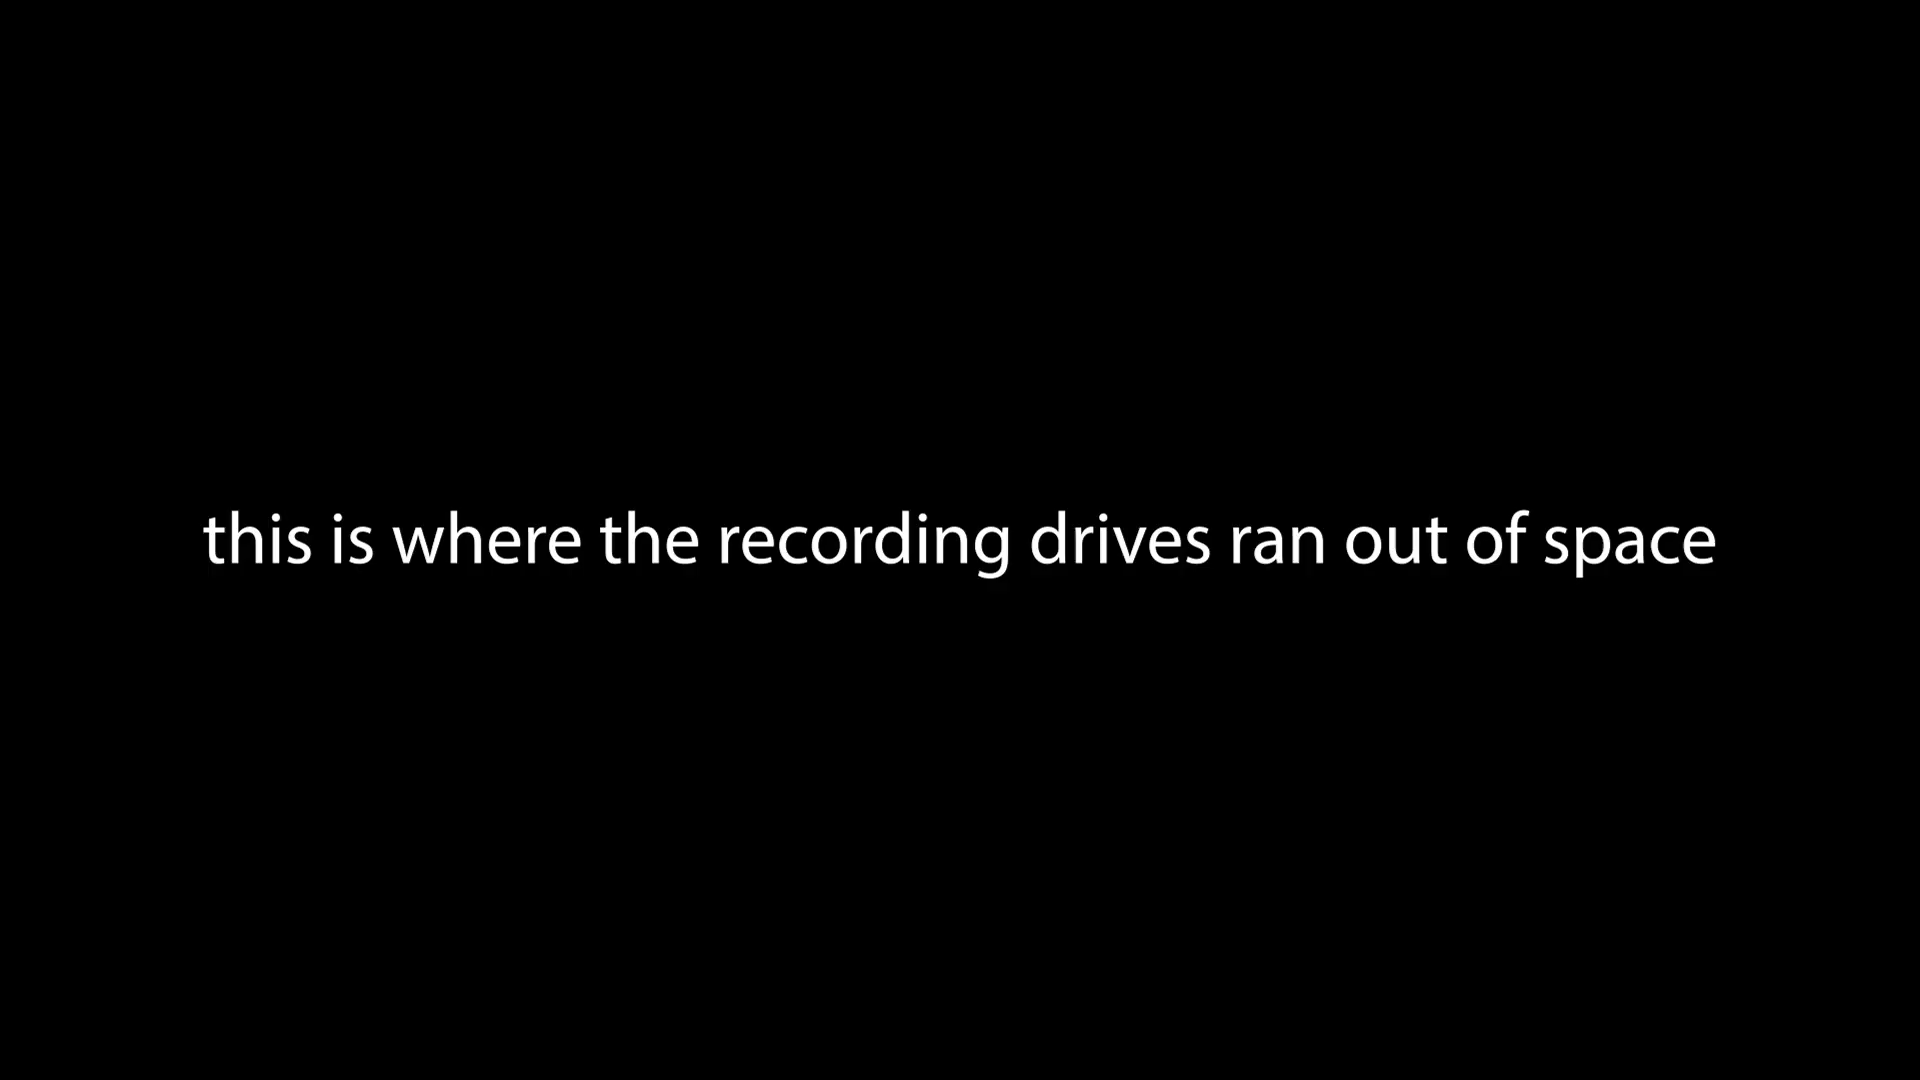 this is where the recording drives ran out of space